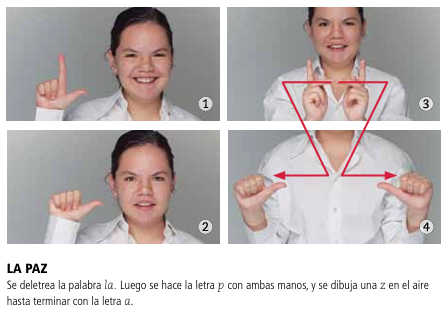 1
3
2
4
LA PAZ
Se deletrea la palabra la. Luego se hace la letra p con ambas manos, y se dibuja una z en el aire
hasta terminar con la letra a.